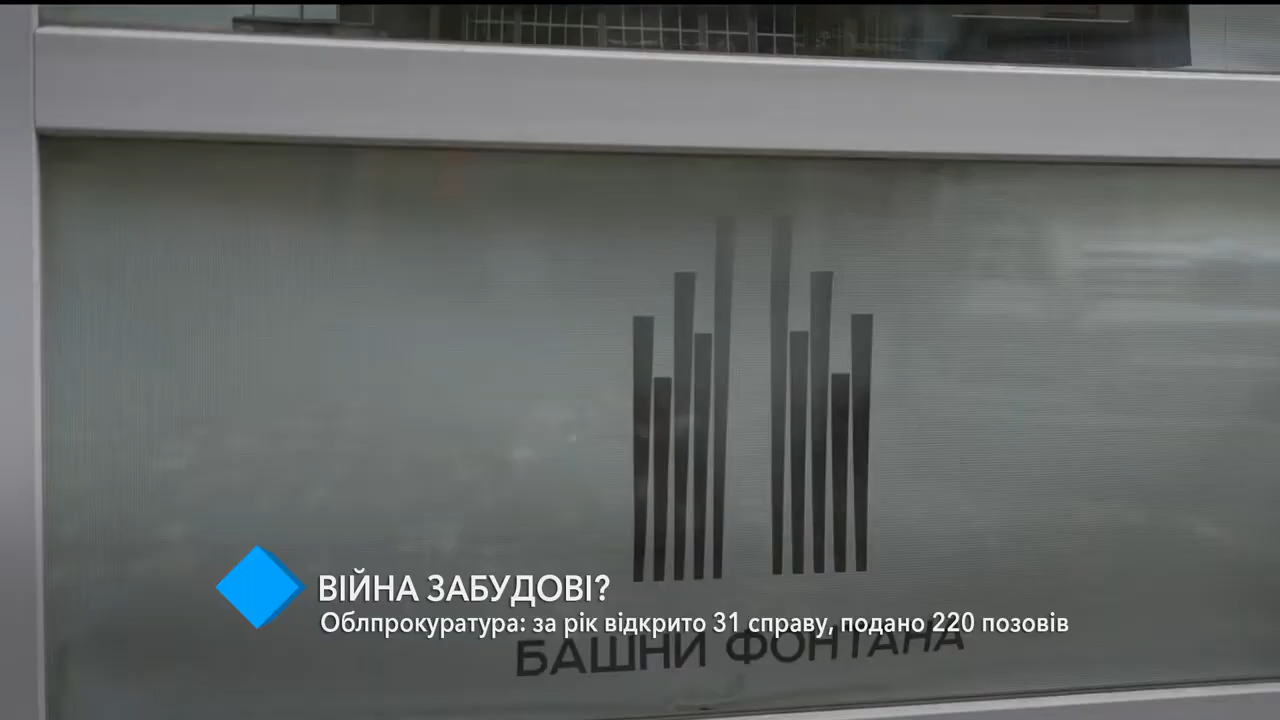 ВІЙНА ЗАБУДОВІ?
Облпрокуратура: за рік відкрито 31 справу, подано 220 позовів
БАШНИ ФОНТАНА